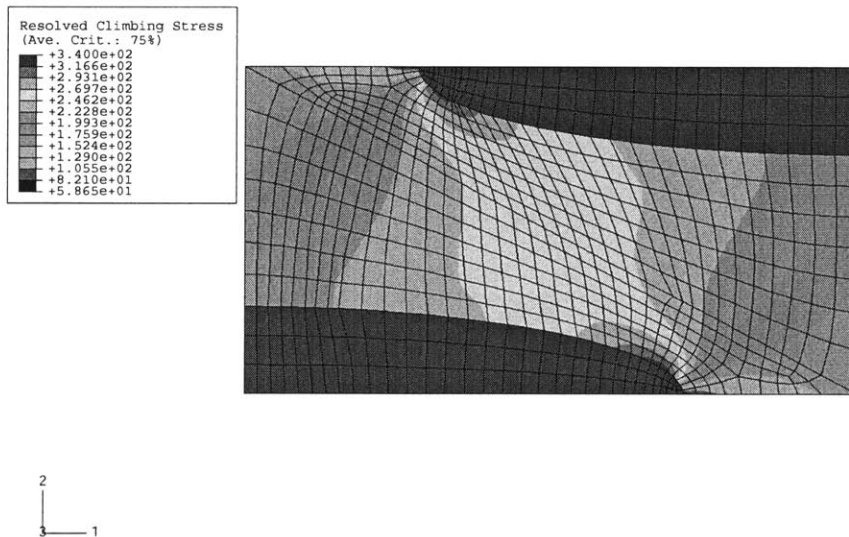 Resolved Climbing Stress
(Ave. Crit.: 75%)
+3.400e+02
+3.166e+02
+2.931e+02
+2.697e+02
+2.462e+02
+2.228e+02
+1.993e+02
+1.759e+02
+1.524e+02
+1.290e+02
+1.055e+02
+8.210e+01
+5.865e+01
2
3 1